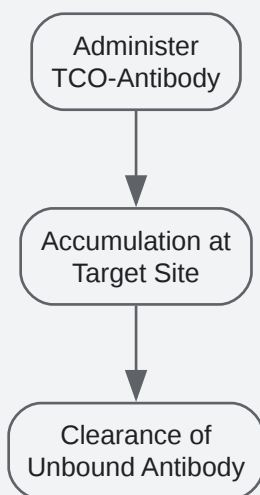 Administer
TCO-Antibody
Accumulation at
Target Site
Clearance of
Unbound Antibody